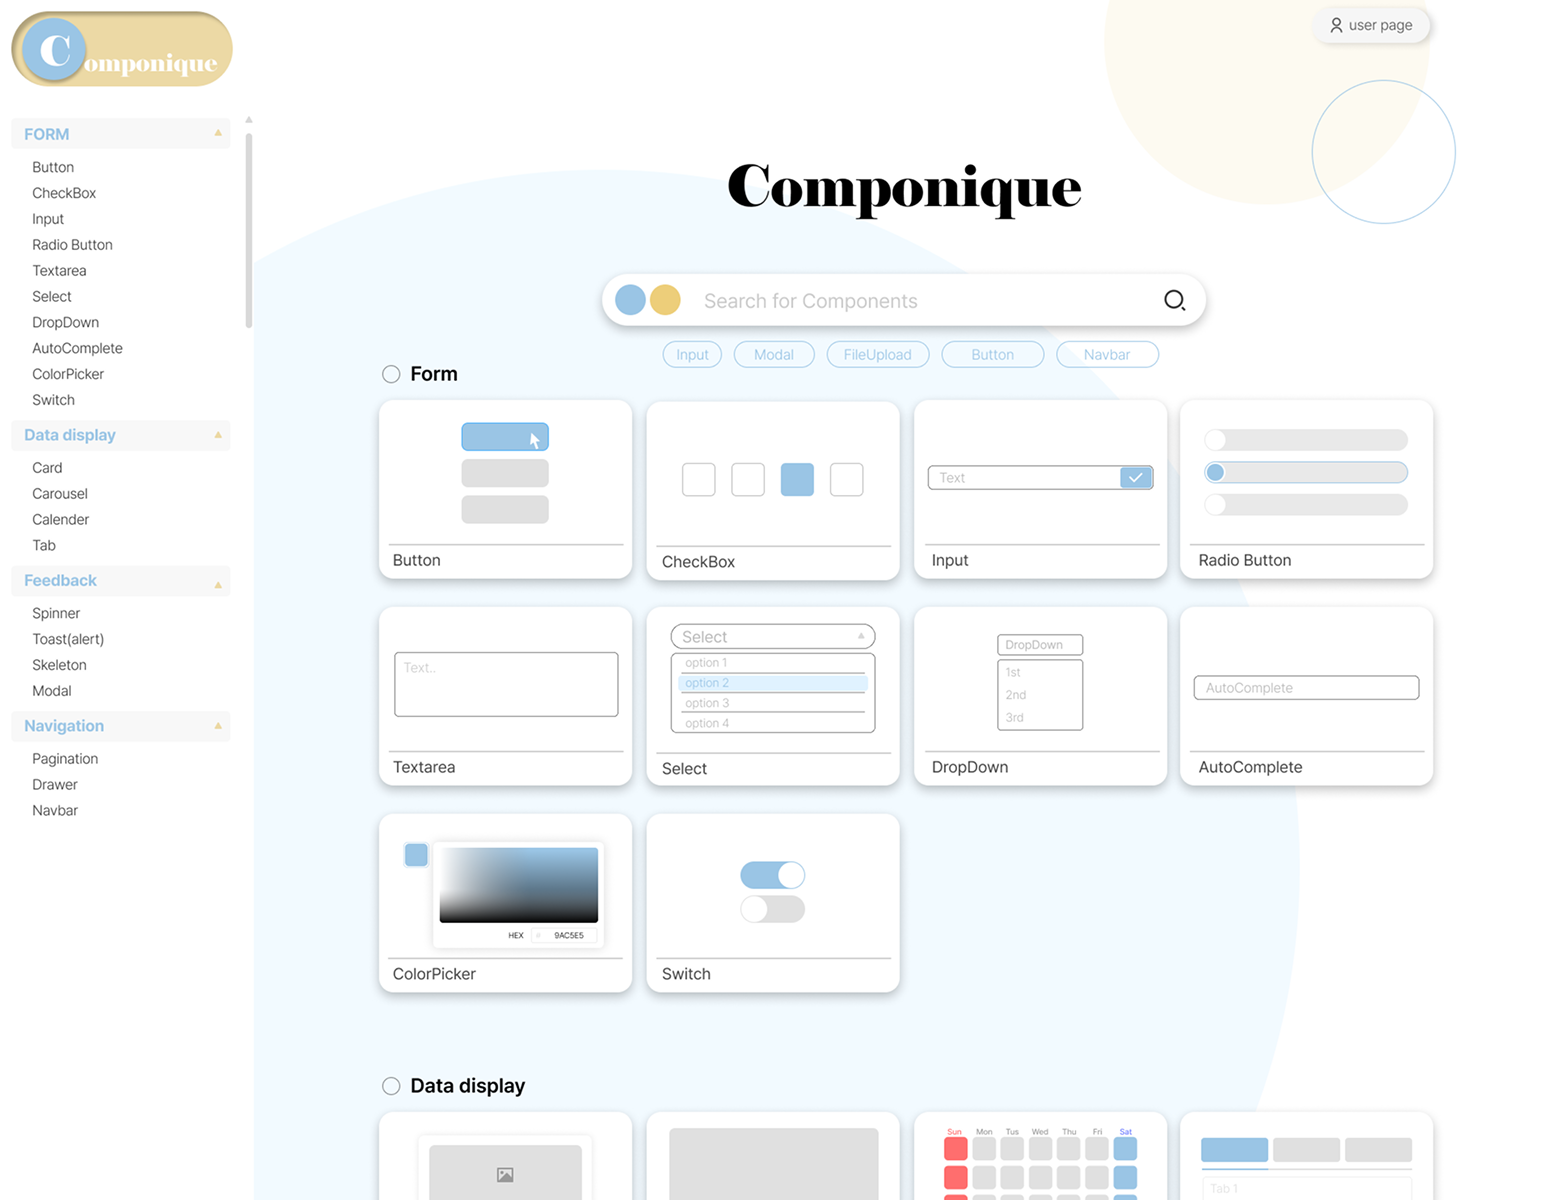 Componique
user page
FORM
Button
CheckBox
Input
Radio Button
Textarea
Select
DropDown
AutoComplete
ColorPicker
Switch
Data display
Card
Carousel
Calender
Tab
Feedback
Spinner
Toast(alert)
Skeleton
Modal
Navigation
Pagination
Drawer
Navbar
Componique
Search for Components
Input Modal FileUpload Button Navbar
Form
Button
CheckBox
Text
Input
Radio Button
Text..
Textarea
Select
option 1
option 2
option 3
option 4
Select
DropDown
1st
2nd
3rd
DropDown
AutoComplete
AutoComplete
HEX # 9AC5E5
ColorPicker
Switch
Data display
Sun Mon Tus Wed Thu Fri Sat
Tab 1